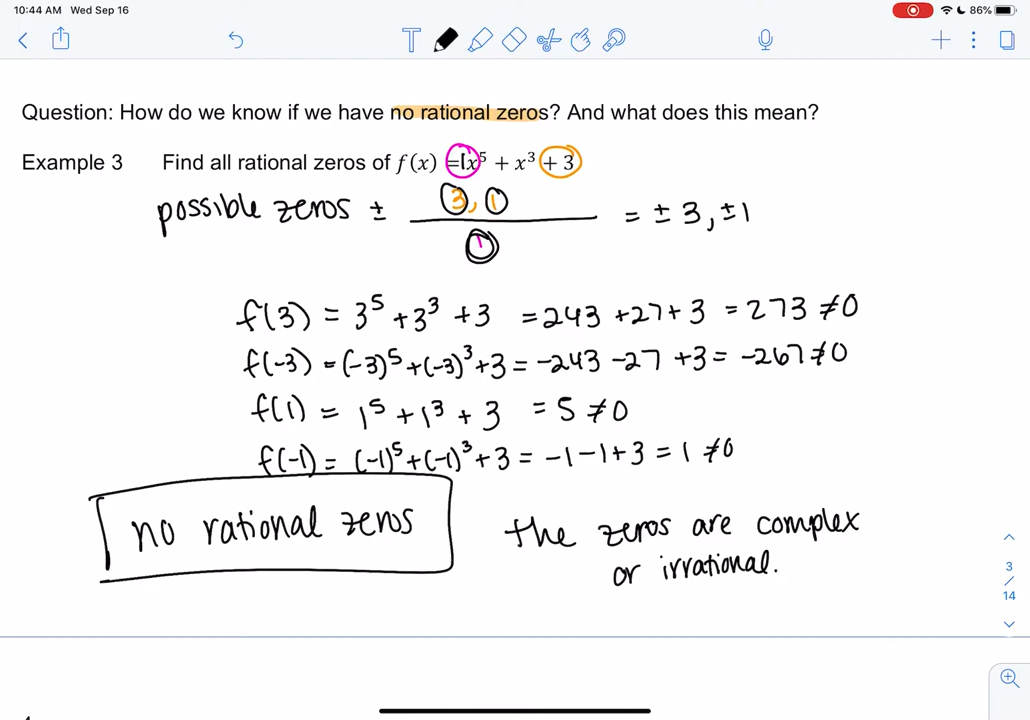 10:44 AM Wed Sep 16
86%
T
Question: How do we know if we have no rational zeros? And what does this mean?
Example 3 Find all rational zeros of f(x) = x⁵ + x³ + 3
possible zeros ± 3, 1 / 1 = ± 3, ±1
f(3) = 3⁵ + 3³ + 3 = 243 + 27 + 3 = 273 ≠ 0
f(-3) = (-3)⁵ + (-3)³ + 3 = -243 - 27 + 3 = -267 ≠ 0
f(1) = 1⁵ + 1³ + 3 = 5 ≠ 0
f(-1) = (-1)⁵ + (-1)³ + 3 = -1 - 1 + 3 = 1 ≠ 0
no rational zeros
the zeros are complex
or irrational.
3
/
14